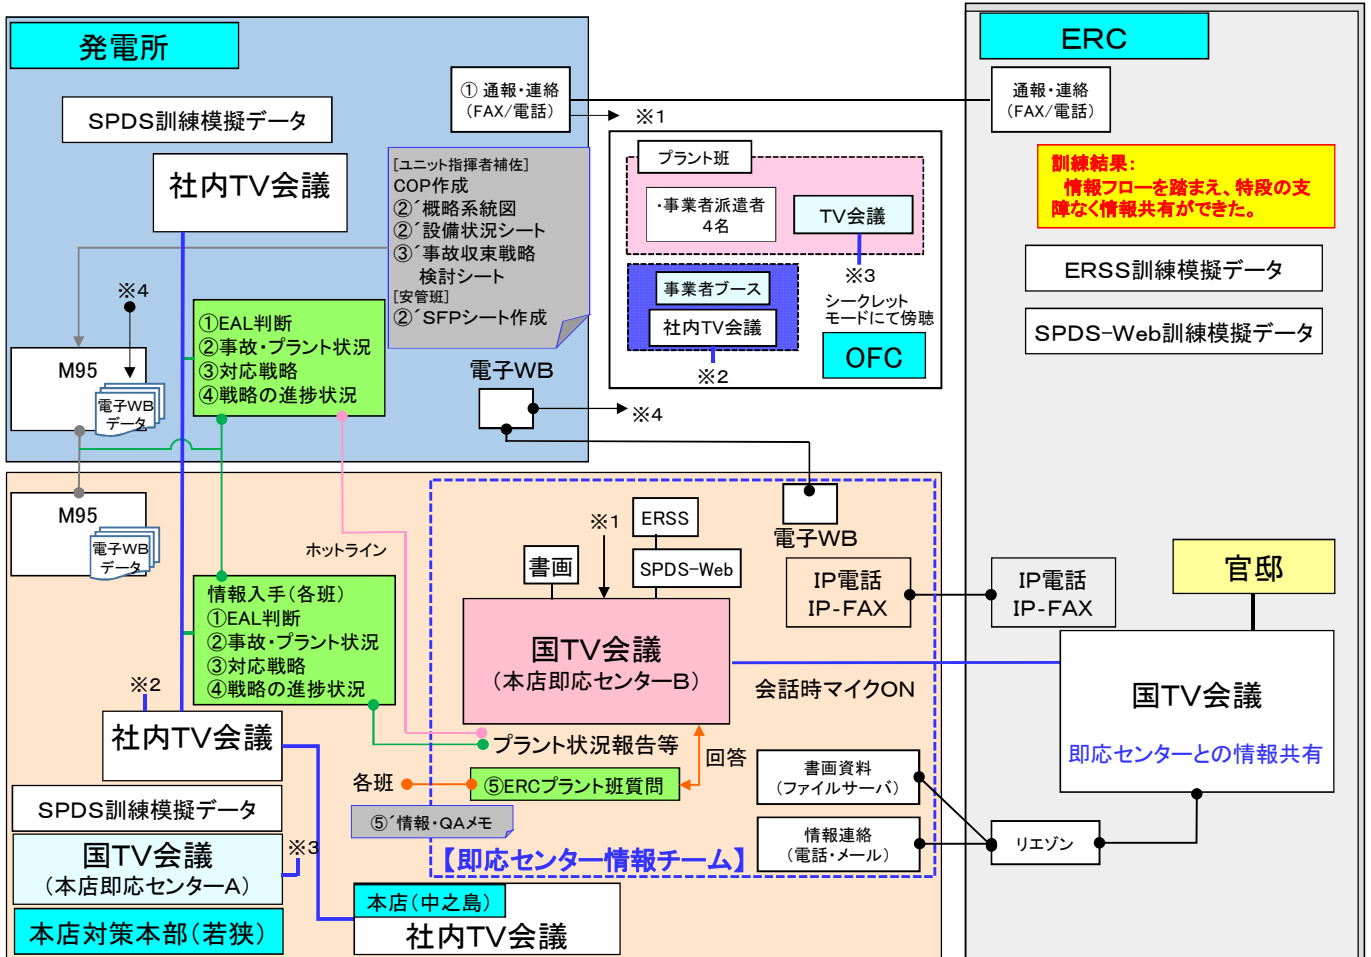 発電所
SPDS訓練模擬データ
社内TV会議
① 通報・連絡
(FAX/電話)
※1
[ユニット指揮者補佐]
COP作成
②´概略系統図
②´設備状況シート
③´事故収束戦略
検討シート
[安管班]
②´SFPシート作成
※4
①EAL判断
②事故・プラント状況
③対応戦略
④戦略の進捗状況
M95
電子WB
データ
電子WB
※4
プラント班
・事業者派遣者
4名
TV会議
※3
シークレット
モードにて傍聴
事業者ブース
社内TV会議
※2
OFC
ERC
通報・連絡
(FAX/電話)
訓練結果:
情報フローを踏まえ、特段の支
障なく情報共有ができた。
ERSS訓練模擬データ
SPDS-Web訓練模擬データ
M95
電子WB
データ
ホットライン
情報入手(各班)
①EAL判断
②事故・プラント状況
③対応戦略
④戦略の進捗状況
※2
社内TV会議
SPDS訓練模擬データ
国TV会議
(本店即応センターA)
※3
本店対策本部(若狭)
書画
※1
ERSS
SPDS-Web
電子WB
国TV会議
(本店即応センターB)
IP電話
IP-FAX
会話時マイクON
プラント状況報告等
回答
各班
⑤ERCプラント班質問
⑤´情報・QAメモ
【即応センター情報チーム】
書画資料
(ファイルサーバ)
情報連絡
(電話・メール)
本店(中之島)
社内TV会議
IP電話
IP-FAX
官邸
国TV会議
即応センターとの情報共有
リエゾン